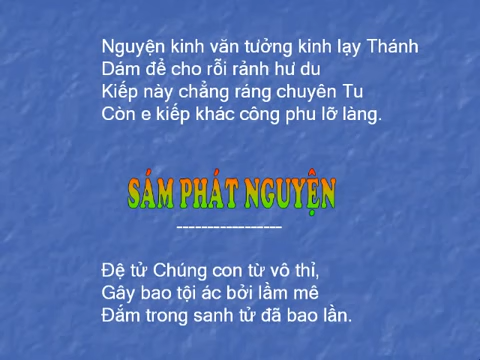 Nguyện kinh văn tưởng kinh lạy Thánh
Dám để cho rỗi rảnh hư du
Kiếp này chẳng ráng chuyên Tu
Còn e kiếp khác công phu lỡ làng.
SÁM PHÁT NGUYỆN
-----------------
Đệ tử Chúng con từ vô thỉ,
Gây bao tội ác bởi lầm mê
Đắm trong sanh tử đã bao lần.